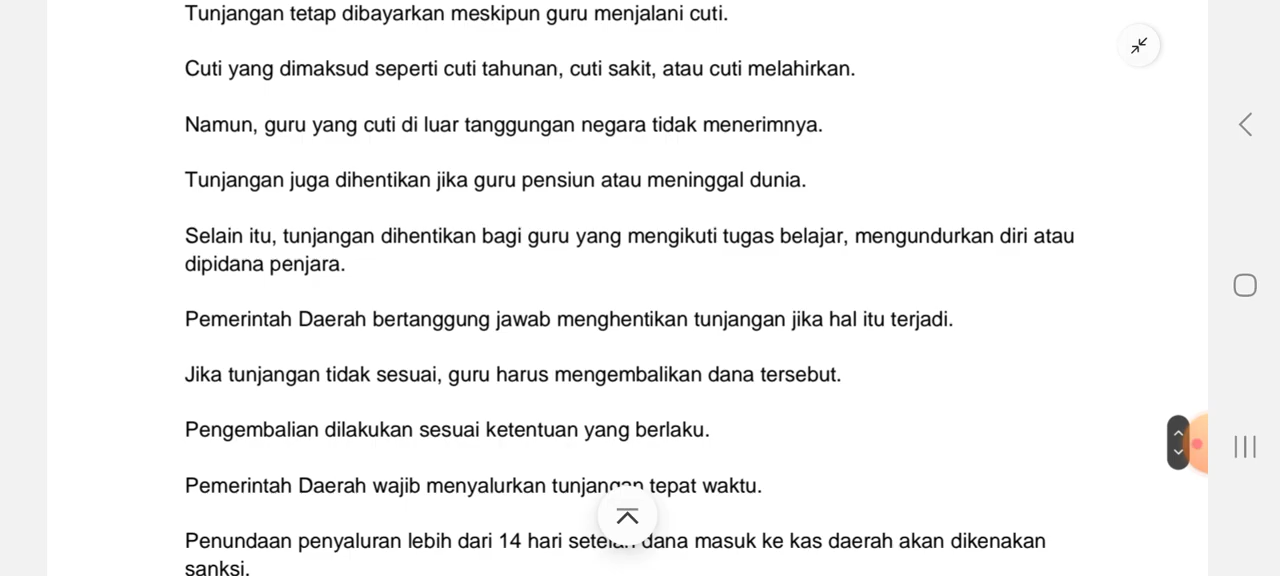 Tunjangan tetap dibayarkan meskipun guru menjalani cuti.
Cuti yang dimaksud seperti cuti tahunan, cuti sakit, atau cuti melahirkan.
Namun, guru yang cuti di luar tanggungan negara tidak menerimnya.
Tunjangan juga dihentikan jika guru pensiun atau meninggal dunia.
Selain itu, tunjangan dihentikan bagi guru yang mengikuti tugas belajar, mengundurkan diri atau
dipidana penjara.
Pemerintah Daerah bertanggung jawab menghentikan tunjangan jika hal itu terjadi.
Jika tunjangan tidak sesuai, guru harus mengembalikan dana tersebut.
Pengembalian dilakukan sesuai ketentuan yang berlaku.
Pemerintah Daerah wajib menyalurkan tunjangan tepat waktu.
Penundaan penyaluran lebih dari 14 hari setelah dana masuk ke kas daerah akan dikenakan
sanksi.